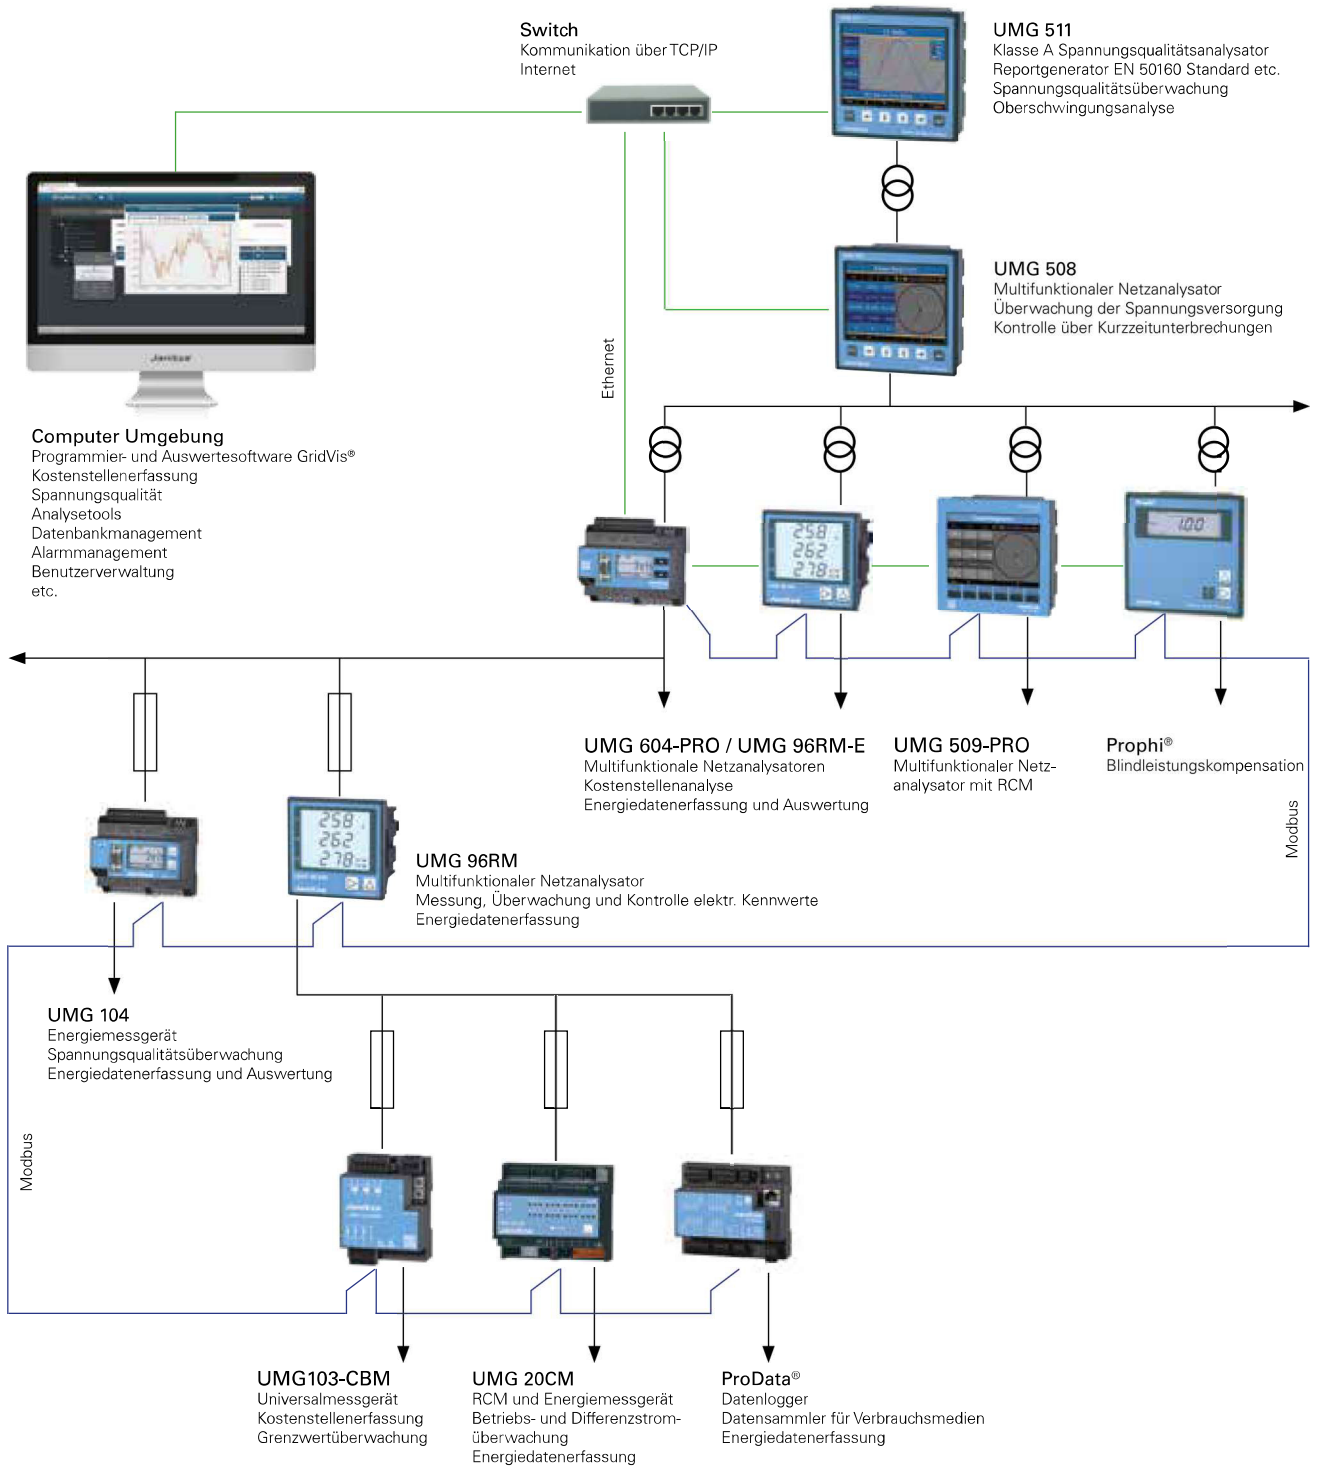 Switch
Kommunikation über TCP/IP
Internet
UMG 511
Klasse A Spannungsqualitätsanalysator
Reportgenerator EN 50160 Standard etc.
Spannungsqualitätsüberwachung
Oberschwingungsanalyse
UMG 508
Multifunktionaler Netzanalysator
Überwachung der Spannungsversorgung
Kontrolle über Kurzzeitunterbrechungen
Ethernet
Janitza
Computer Umgebung
Programmier- und Auswertesoftware GridVis®
Kostenstellenerfassung
Spannungsqualität
Analysetools
Datenbankmanagement
Alarmmanagement
Benutzerverwaltung
etc.
258
262
278
1.00
UMG 604-PRO / UMG 96RM-E
Multifunktionale Netzanalysatoren
Kostenstellenanalyse
Energiedatenerfassung und Auswertung
UMG 509-PRO
Multifunktionaler Netz-
analysator mit RCM
Prophi®
Blindleistungskompensation
Modbus
258
262
278
UMG 96RM
Multifunktionaler Netzanalysator
Messung, Überwachung und Kontrolle elektr. Kennwerte
Energiedatenerfassung
UMG 104
Energiemessgerät
Spannungsqualitätsüberwachung
Energiedatenerfassung und Auswertung
Modbus
UMG103-CBM
Universalmessgerät
Kostenstellenerfassung
Grenzwertüberwachung
UMG 20CM
RCM und Energiemessgerät
Betriebs- und Differenzstrom-
überwachung
Energiedatenerfassung
ProData®
Datenlogger
Datensammler für Verbrauchsmedien
Energiedatenerfassung